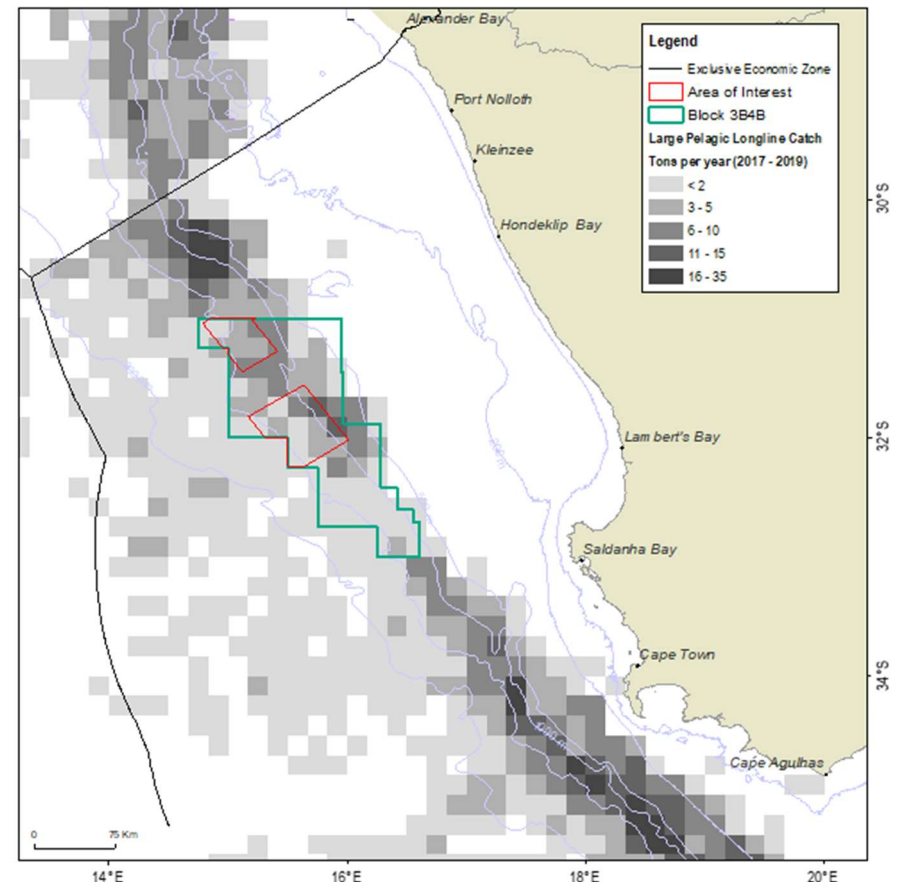 Alexander Bay
Legend
Exclusive Economic Zone
Area of Interest
Block 3B4B
Large Pelagic Longline Catch
Tons per year (2017 - 2019)
< 2
3 - 5
6 - 10
11 - 15
16 - 35
Port Nolloth
Kleinzee
30°S
Hondeklip Bay
32°S
Lambert's Bay
Saldanha Bay
Cape Town
34°S
Cape Agulhas
0 75 Km
14°E 16°E 18°E 20°E